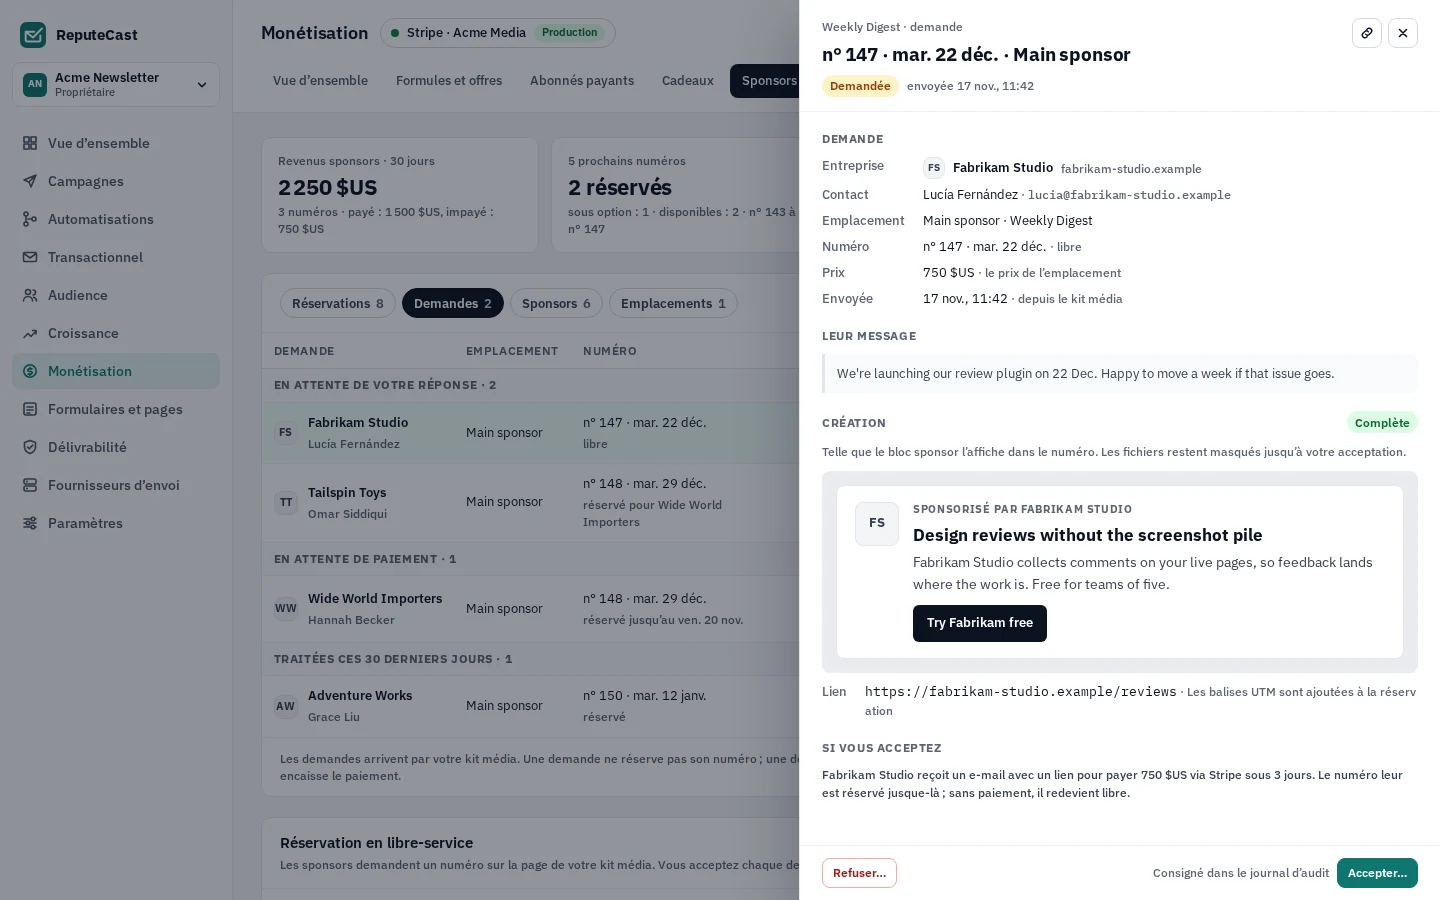 ReputeCast
AN
Acme Newsletter
Propriétaire
Vue d’ensemble
Campagnes
Automatisations
Transactionnel
Audience
Croissance
Monétisation
Formulaires et pages
Délivrabilité
Fournisseurs d’envoi
Paramètres
Monétisation
Stripe · Acme Media Production
Vue d’ensemble Formules et offres Abonnés payants Cadeaux Sponsors
Revenus sponsors · 30 jours
2 250 $US
3 numéros · payé : 1 500 $US, impayé :
750 $US
5 prochains numéros
2 réservés
sous option : 1 · disponibles : 2 · n° 143 à
n° 147
Réservations 8 Demandes 2 Sponsors 6 Emplacements 1
DEMANDE EMPLACEMENT NUMÉRO
EN ATTENTE DE VOTRE RÉPONSE · 2
FS
Fabrikam Studio
Lucía Fernández
Main sponsor
n° 147 · mar. 22 déc.
libre
TT
Tailspin Toys
Omar Siddiqui
Main sponsor
n° 148 · mar. 29 déc.
réservé pour Wide World
Importers
EN ATTENTE DE PAIEMENT · 1
WW
Wide World Importers
Hannah Becker
Main sponsor
n° 148 · mar. 29 déc.
réservé jusqu’au ven. 20 nov.
TRAITÉES CES 30 DERNIERS JOURS · 1
AW
Adventure Works
Grace Liu
Main sponsor
n° 150 · mar. 12 janv.
réservé
Les demandes arrivent par votre kit média. Une demande ne réserve pas son numéro ; une
encaisse le paiement.
Réservation en libre-service
Les sponsors demandent un numéro sur la page de votre kit média. Vous acceptez chaque
Weekly Digest · demande
n° 147 · mar. 22 déc. · Main sponsor
Demandée envoyée 17 nov., 11:42
DEMANDE
Entreprise FS Fabrikam Studio fabrikam-studio.example
Contact Lucía Fernández · lucia@fabrikam-studio.example
Emplacement Main sponsor · Weekly Digest
Numéro n° 147 · mar. 22 déc. · libre
Prix 750 $US · le prix de l’emplacement
Envoyée 17 nov., 11:42 · depuis le kit média
LEUR MESSAGE
We're launching our review plugin on 22 Dec. Happy to move a week if that issue goes.
CRÉATION Complète
Telle que le bloc sponsor l’affiche dans le numéro. Les fichiers restent masqués jusqu’à votre acceptation.
FS
SPONSORISÉ PAR FABRIKAM STUDIO
Design reviews without the screenshot pile
Fabrikam Studio collects comments on your live pages, so feedback lands
where the work is. Free for teams of five.
Try Fabrikam free
Lien https://fabrikam-studio.example/reviews · Les balises UTM sont ajoutées à la réserv
ation
SI VOUS ACCEPTEZ
Fabrikam Studio reçoit un e-mail avec un lien pour payer 750 $US via Stripe sous 3 jours. Le numéro leur
est réservé jusque-là ; sans paiement, il redevient libre.
Refuser… Consigné dans le journal d’audit Accepter…